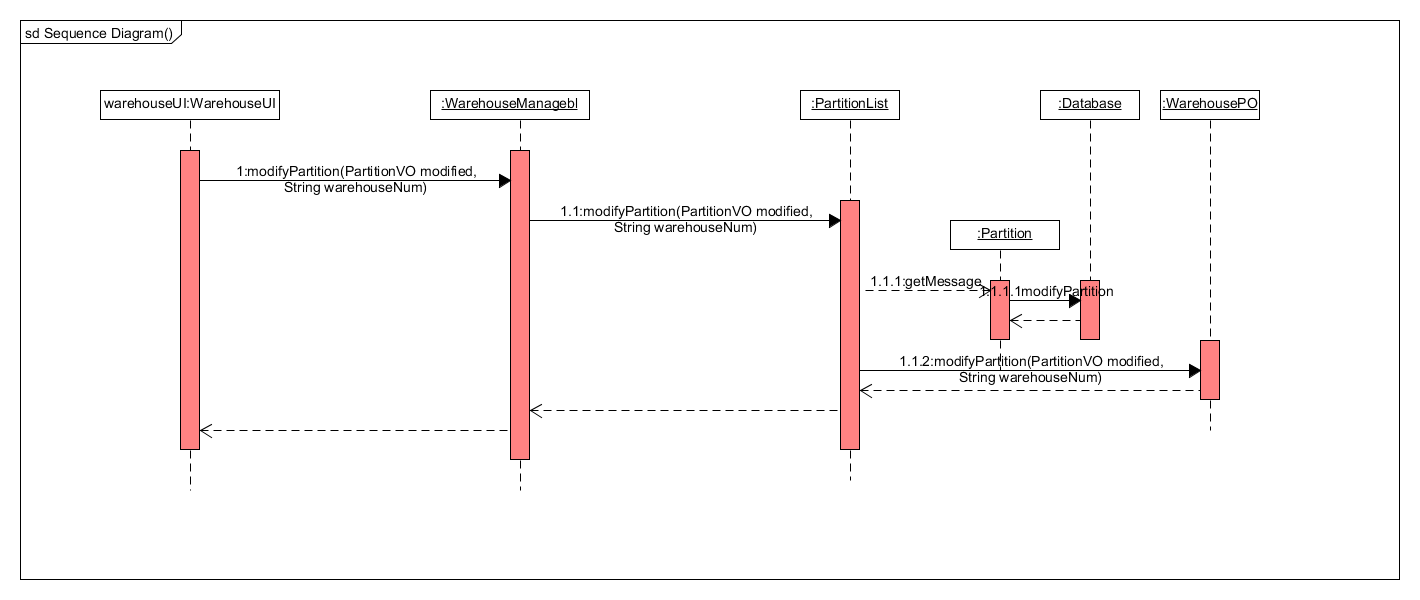 sd Sequence Diagram()
warehouseUI:WarehouseUI
:WarehouseManagebl
:PartitionList
:Database
:WarehousePO
1:modifyPartition(PartitionVO modified,
String warehouseNum)
1.1:modifyPartition(PartitionVO modified,
String warehouseNum)
:Partition
1.1.1:getMessage
1.1.1.1modifyPartition
1.1.2:modifyPartition(PartitionVO modified,
String warehouseNum)